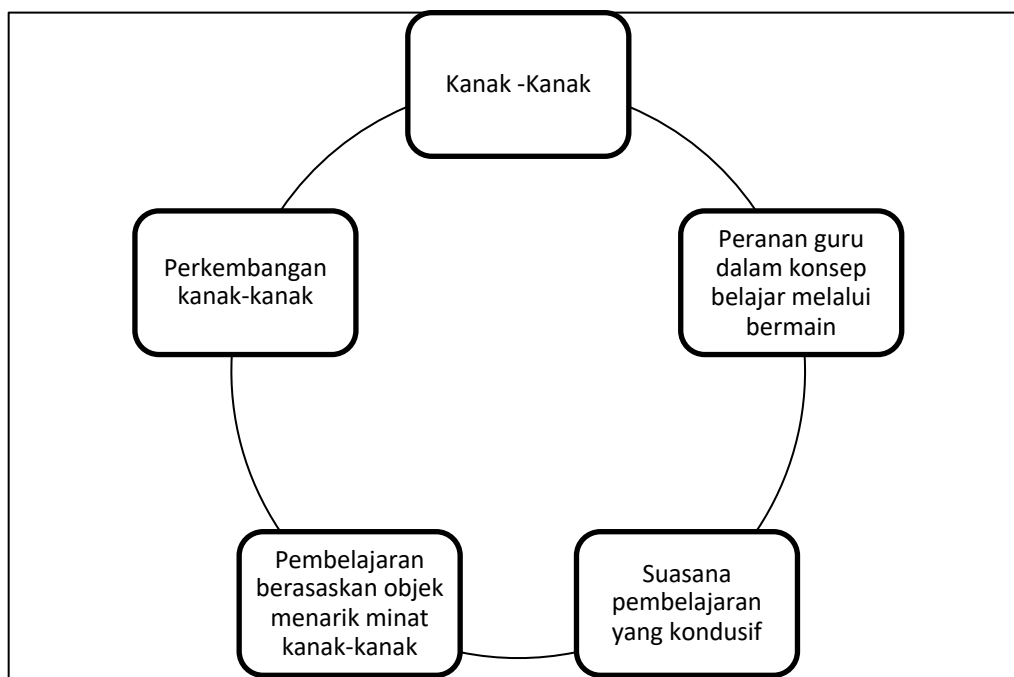 Kanak -Kanak
Peranan guru
dalam konsep
belajar melalui
bermain
Suasana
pembelajaran
yang kondusif
Pembelajaran
berasaskan objek
menarik minat
kanak-kanak
Perkembangan
kanak-kanak